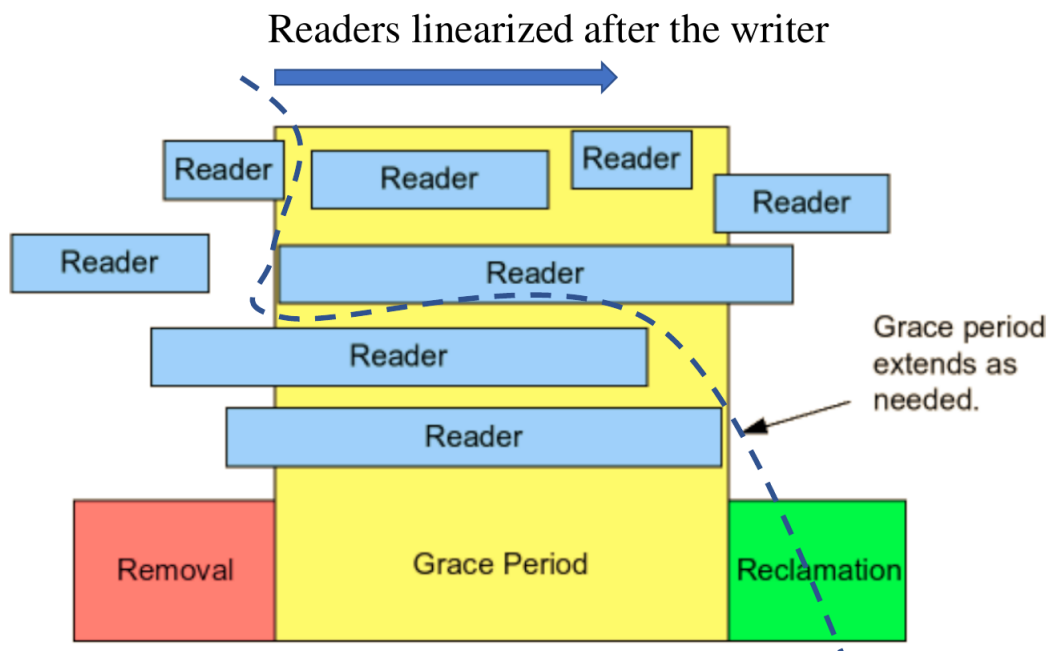 Readers linearized after the writer
Reader
Reader
Reader
Reader
Reader
Reader
Reader
Reader
Grace period
extends as
needed.
Removal
Grace Period
Reclamation